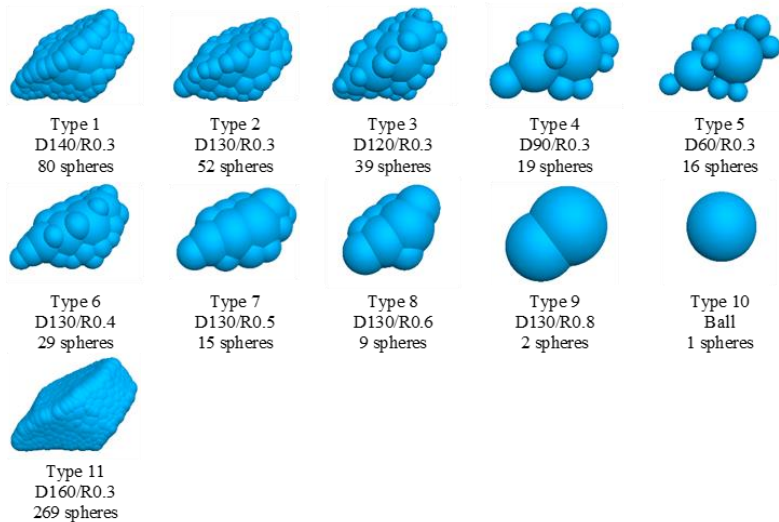 Type 1
D140/R0.3
80 spheres
Type 2
D130/R0.3
52 spheres
Type 3
D120/R0.3
39 spheres
Type 4
D90/R0.3
19 spheres
Type 5
D60/R0.3
16 spheres
Type 6
D130/R0.4
29 spheres
Type 7
D130/R0.5
15 spheres
Type 8
D130/R0.6
9 spheres
Type 9
D130/R0.8
2 spheres
Type 10
Ball
1 spheres
Type 11
D160/R0.3
269 spheres